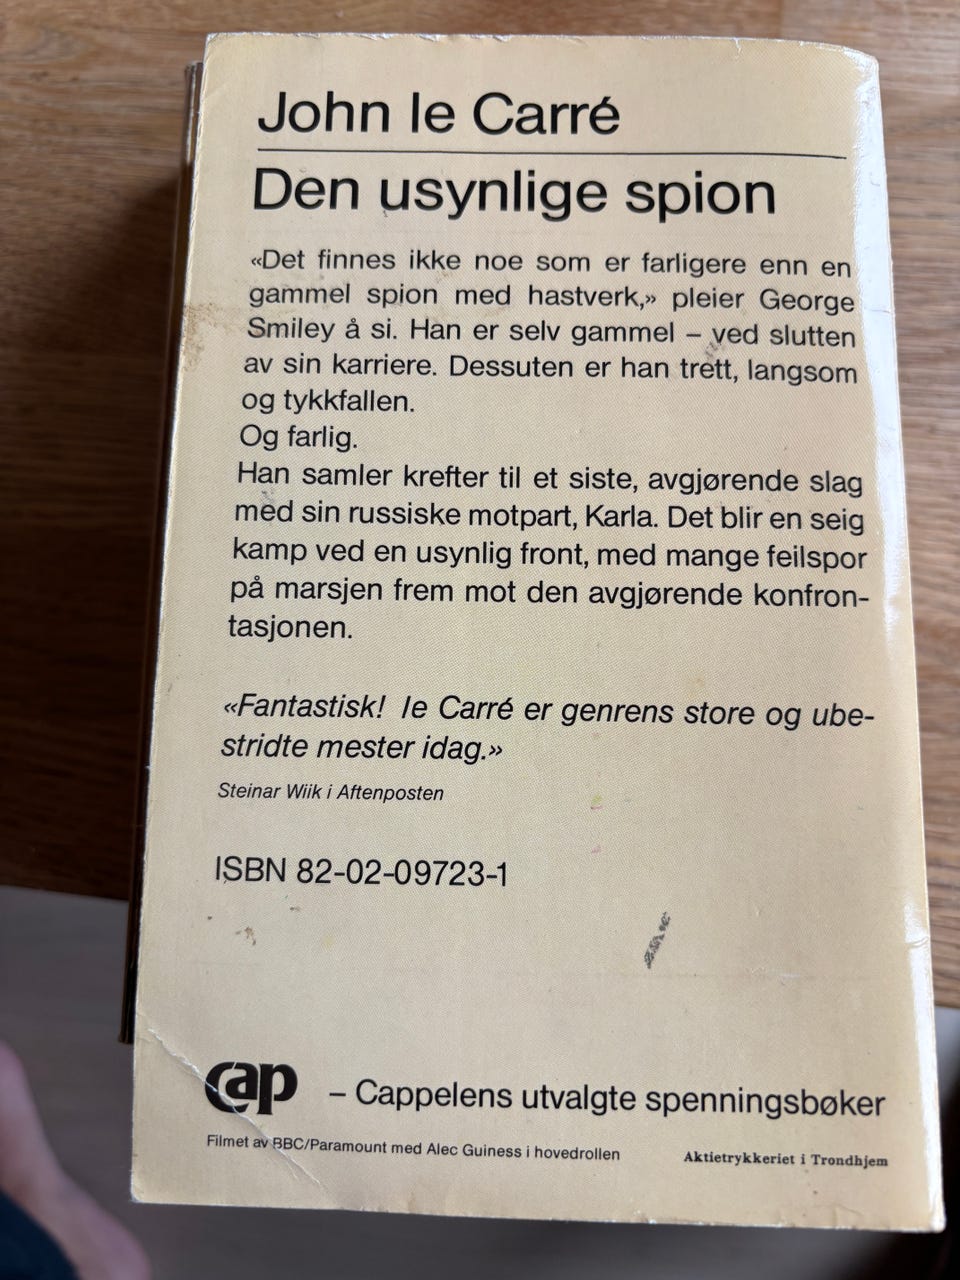 John le Carré
Den usynlige spion
«Det finnes ikke noe som er farligere enn en
gammel spion med hastverk,» pleier George
Smiley å si. Han er selv gammel – ved slutten
av sin karriere. Dessuten er han trett, langsom
og tykkfallen.
Og farlig.
Han samler krefter til et siste, avgjørende slag
med sin russiske motpart, Karla. Det blir en seig
kamp ved en usynlig front, med mange feilspor
på marsjen frem mot den avgjørende konfron-
tasjonen.
«Fantastisk! le Carré er genrens store og ube-
stridte mester idag.»
Steinar Wiik i Aftenposten
ISBN 82-02-09723-1
cap – Cappelens utvalgte spenningsbøker
Filmet av BBC/Paramount med Alec Guiness i hovedrollen
Aktietrykkeriet i Trondhjem